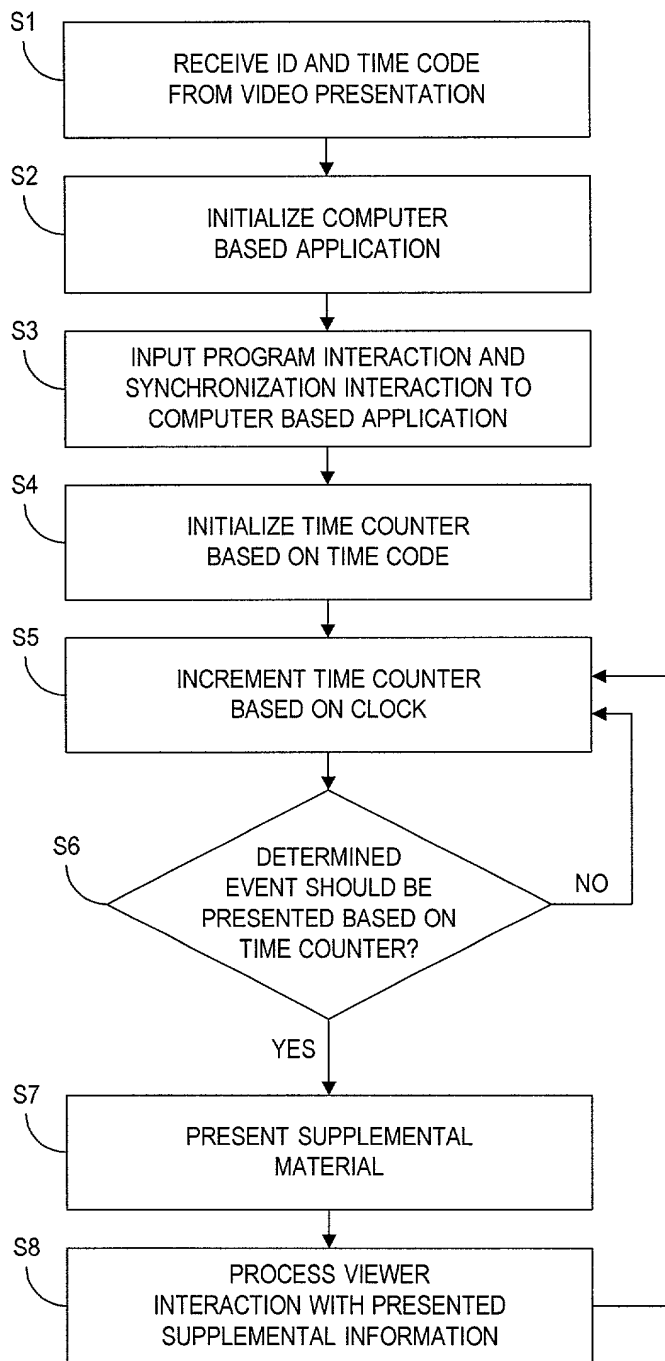 S1
RECEIVE ID AND TIME CODE
FROM VIDEO PRESENTATION
S2
INITIALIZE COMPUTER
BASED APPLICATION
S3
INPUT PROGRAM INTERACTION AND
SYNCHRONIZATION INTERACTION TO
COMPUTER BASED APPLICATION
S4
INITIALIZE TIME COUNTER
BASED ON TIME CODE
S5
INCREMENT TIME COUNTER
BASED ON CLOCK
S6
DETERMINED
EVENT SHOULD BE
PRESENTED BASED ON
TIME COUNTER?
NO
YES
S7
PRESENT SUPPLEMENTAL
MATERIAL
S8
PROCESS VIEWER
INTERACTION WITH PRESENTED
SUPPLEMENTAL INFORMATION